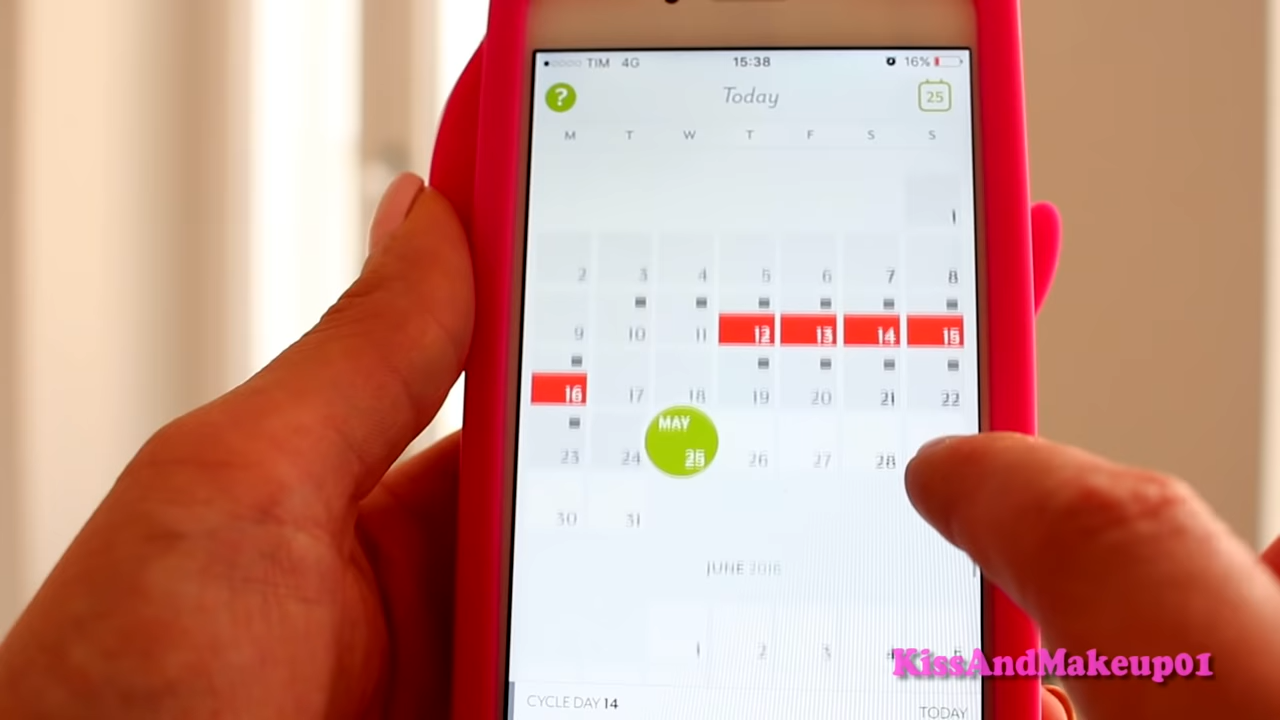 TIM 4G 15:38 16%
? Today 25
M T W T F S S
1
2 3 4 5 6 7 8
9 10 11 12 13 14 15
16 17 18 19 20 21 22
MAY
23 24 25 26 27 28
30 31
JUNE 2016
1 2 3 4 5
KissAndMakeup01
CYCLE DAY 14 TODAY